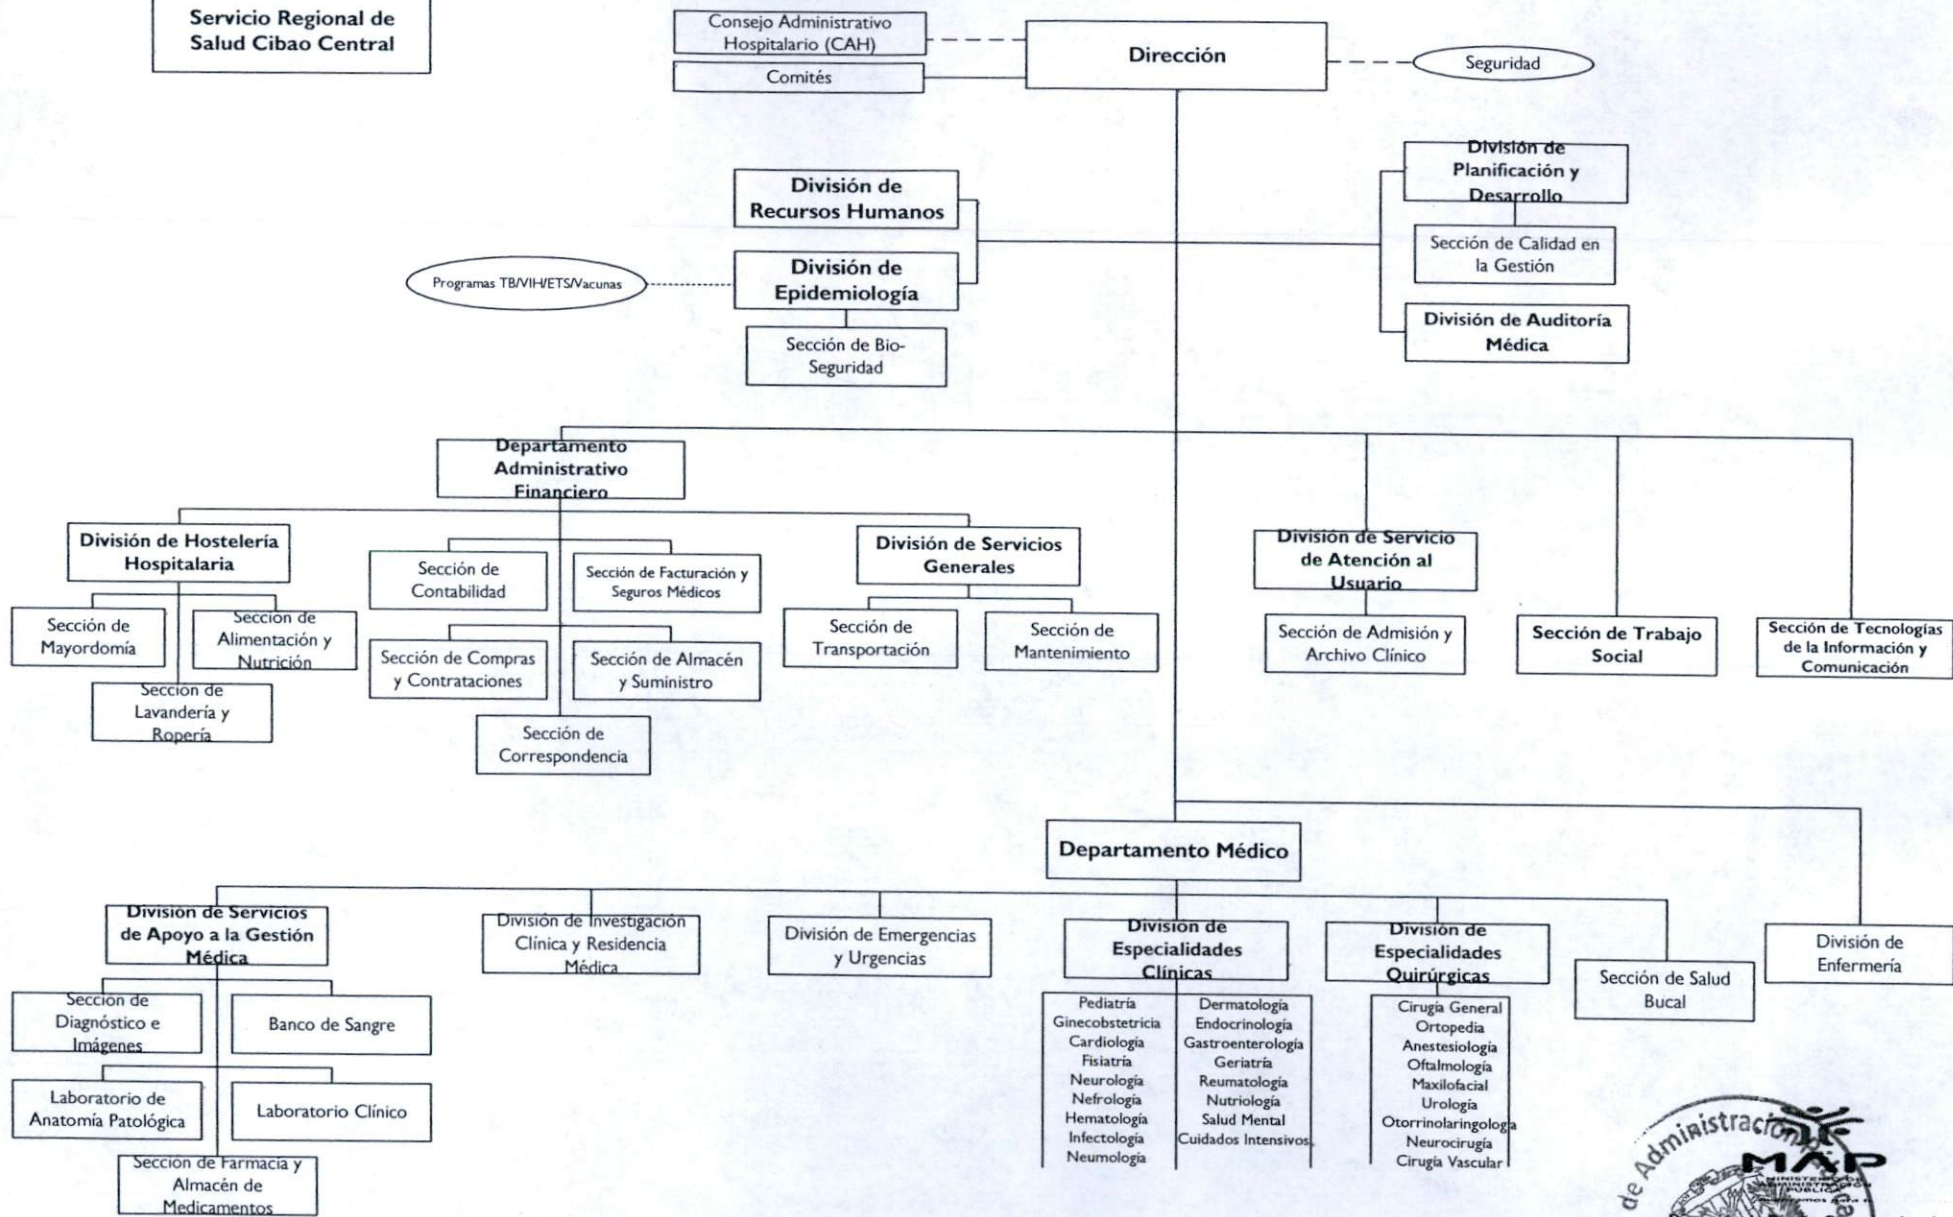 Servicio Regional de
Salud Cibao Central
Consejo Administrativo
Hospitalario (CAH)
Comités
Dirección
Seguridad
División de
Recursos Humanos
División de
Planificación y
Desarrollo
Sección de Calidad en
la Gestión
Programas TB/VIH/ETS/Vacunas
División de
Epidemiología
División de Auditoría
Médica
Sección de Bio-
Seguridad
Departamento
Administrativo
Financiero
División de Hostelería
Hospitalaria
Sección de
Mayordomía
Sección de
Alimentación y
Nutrición
Sección de
Lavandería y
Ropería
Sección de
Contabilidad
Sección de Facturación y
Seguros Médicos
Sección de Compras
y Contrataciones
Sección de Almacén
y Suministro
Sección de
Correspondencia
División de Servicios
Generales
Sección de
Transportación
Sección de
Mantenimiento
División de Servicio
de Atención al
Usuario
Sección de Admisión y
Archivo Clínico
Sección de Trabajo
Social
Sección de Tecnologías
de la Información y
Comunicación
Departamento Médico
División de Servicios
de Apoyo a la Gestión
Médica
Sección de
Diagnóstico e
Imágenes
Banco de Sangre
Laboratorio de
Anatomía Patológica
Laboratorio Clínico
Sección de Farmacia y
Almacén de
Medicamentos
División de Investigación
Clínica y Residencia
Médica
División de Emergencias
y Urgencias
División de
Especialidades
Clínicas
Pediatría
Ginecobstetricia
Cardiología
Fisiatría
Neurología
Nefrología
Hematología
Infectología
Neumología
Dermatología
Endocrinología
Gastroenterología
Geriatría
Reumatología
Nutriología
Salud Mental
Cuidados Intensivos
División de
Especialidades
Quirúrgicas
Cirugía General
Ortopedia
Anestesiología
Oftalmología
Maxilofacial
Urología
Otorrinolaringología
Neurocirugía
Cirugía Vascular
Sección de Salud
Bucal
División de
Enfermería
de Administración
MAP